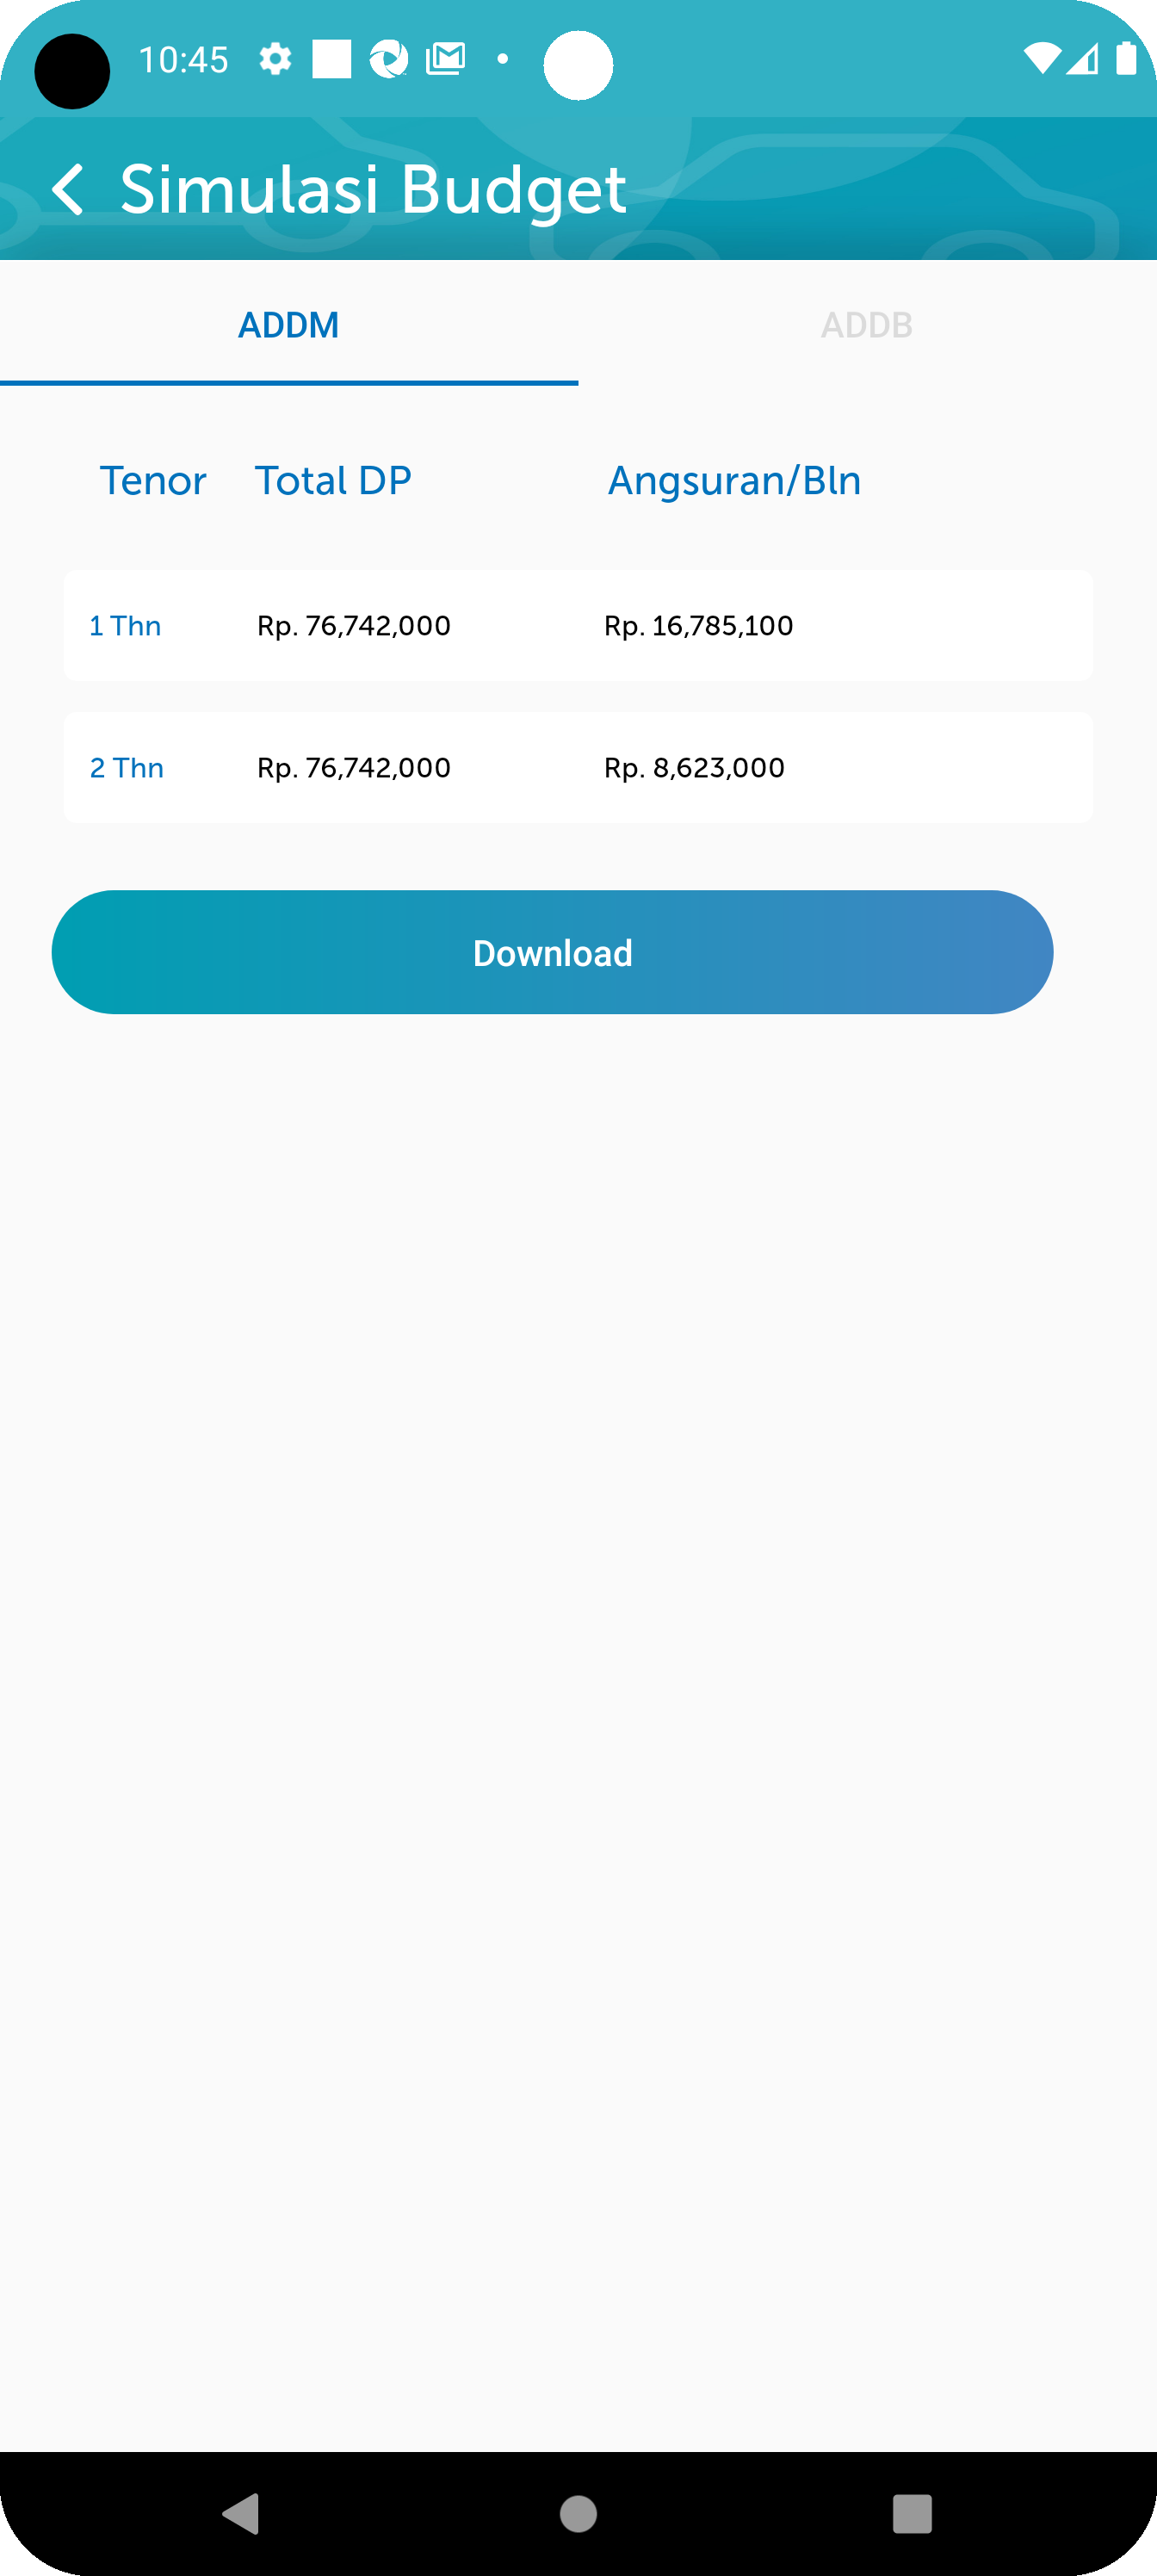 10:45
Simulasi Budget
ADDM ADDB
Tenor Total DP Angsuran/Bln
1 Thn Rp. 76,742,000 Rp. 16,785,100
2 Thn Rp. 76,742,000 Rp. 8,623,000
Download